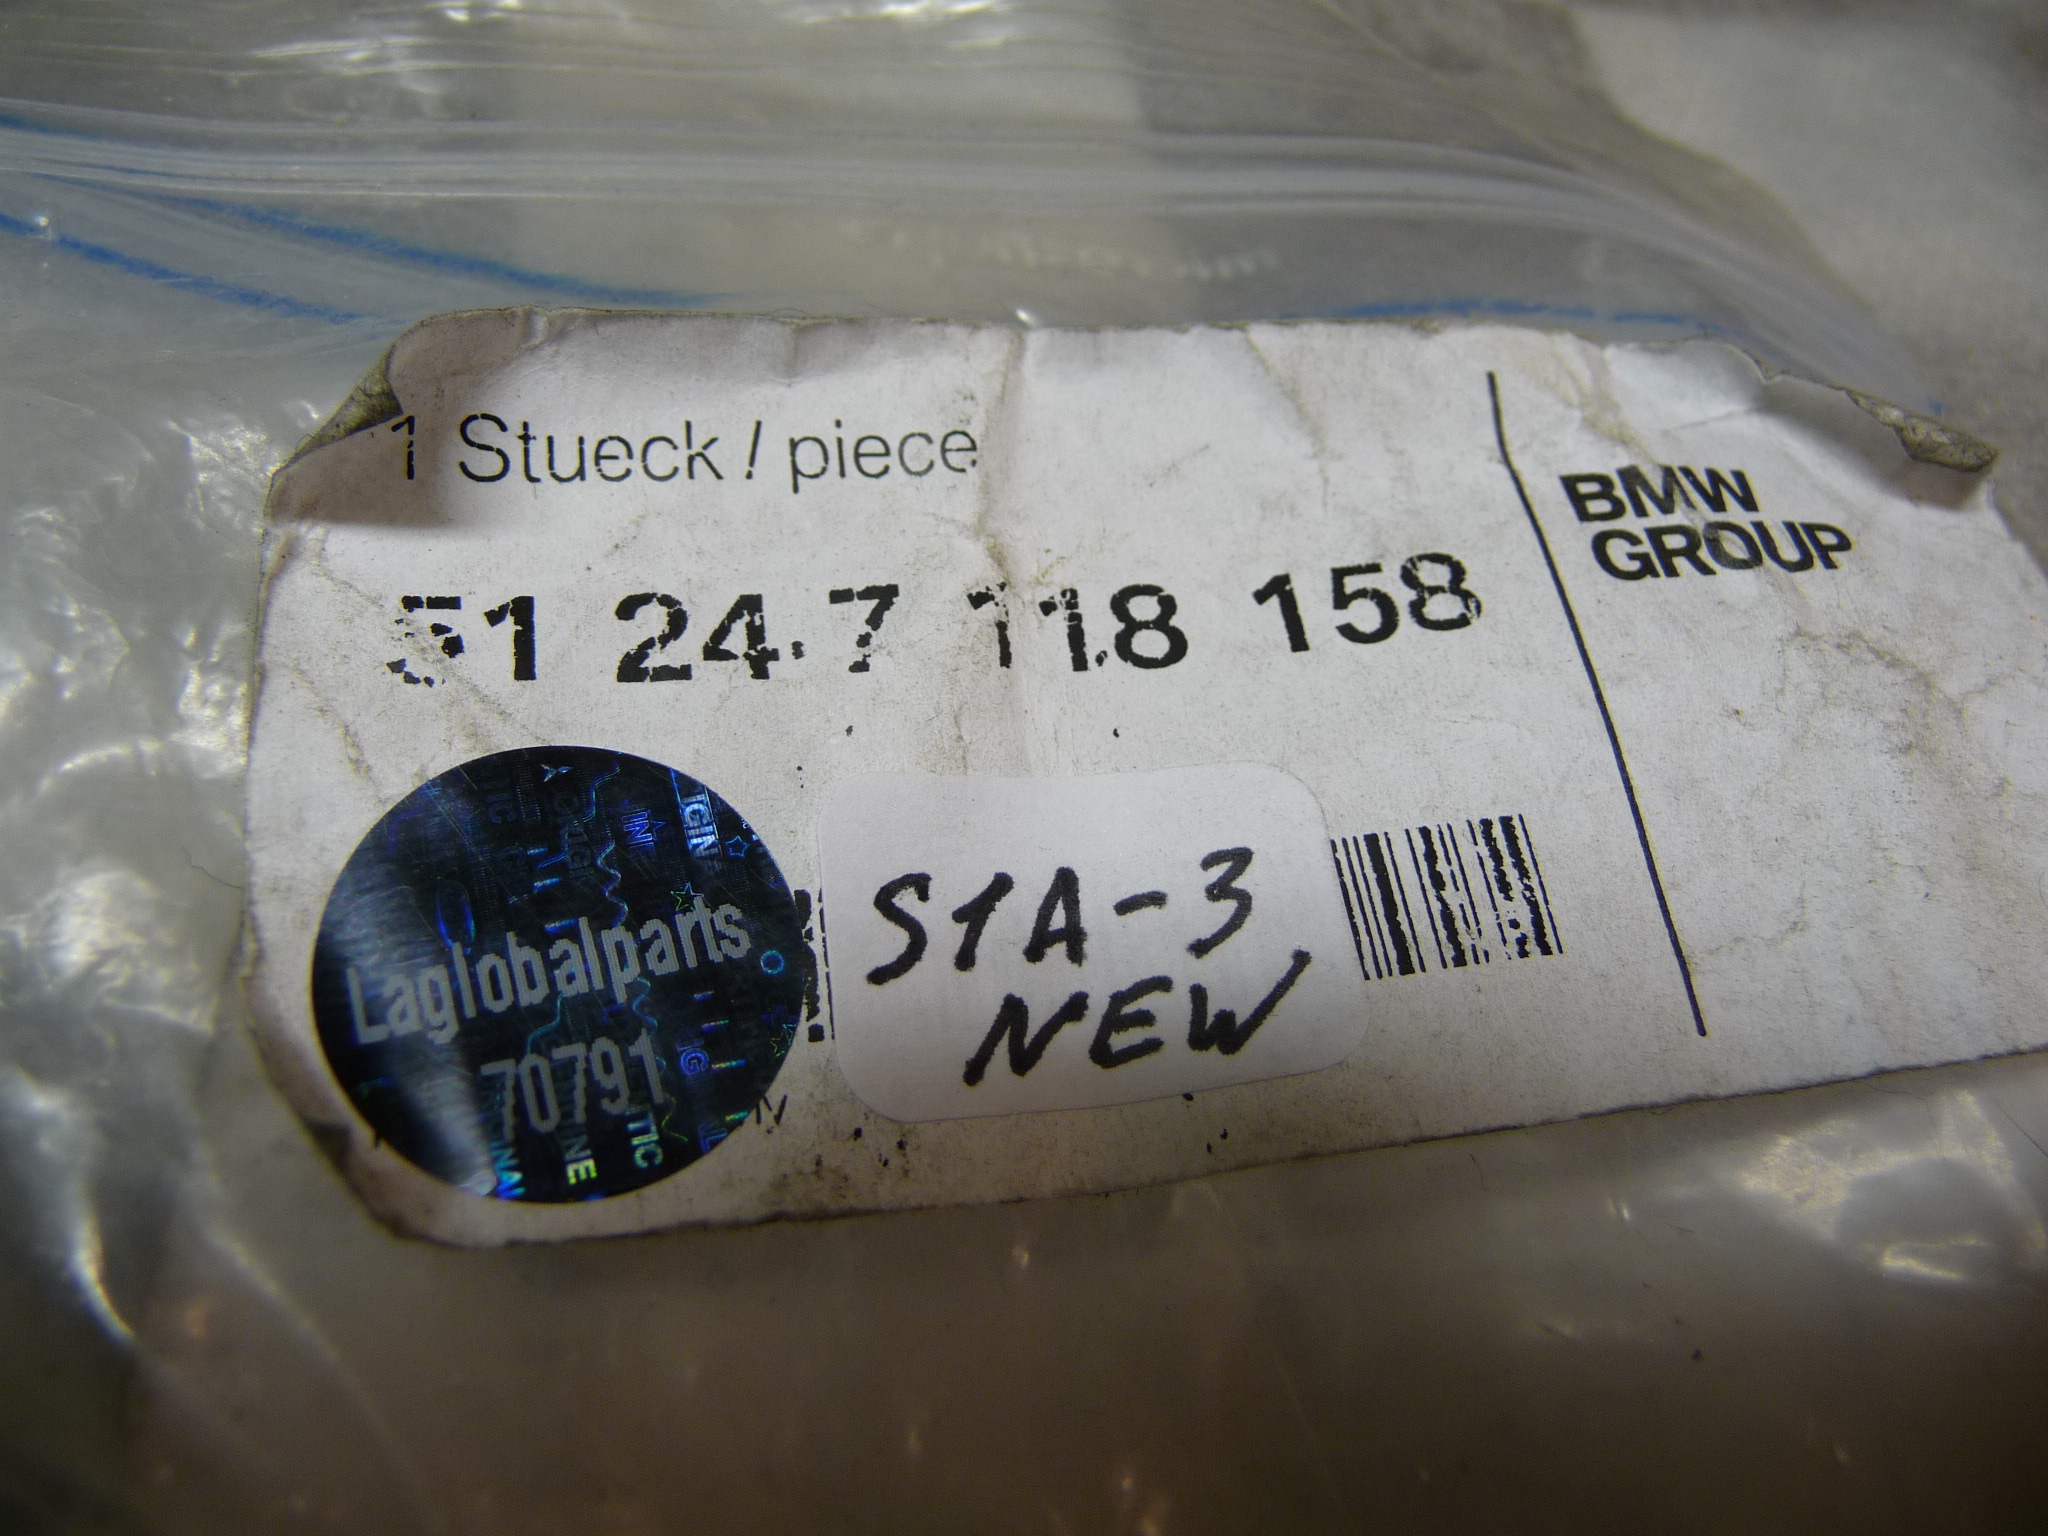 1 Stueck / piece
51 24.7 118 158
BMW
GROUP
Laglobalparts
70791
S1A-3
NEW